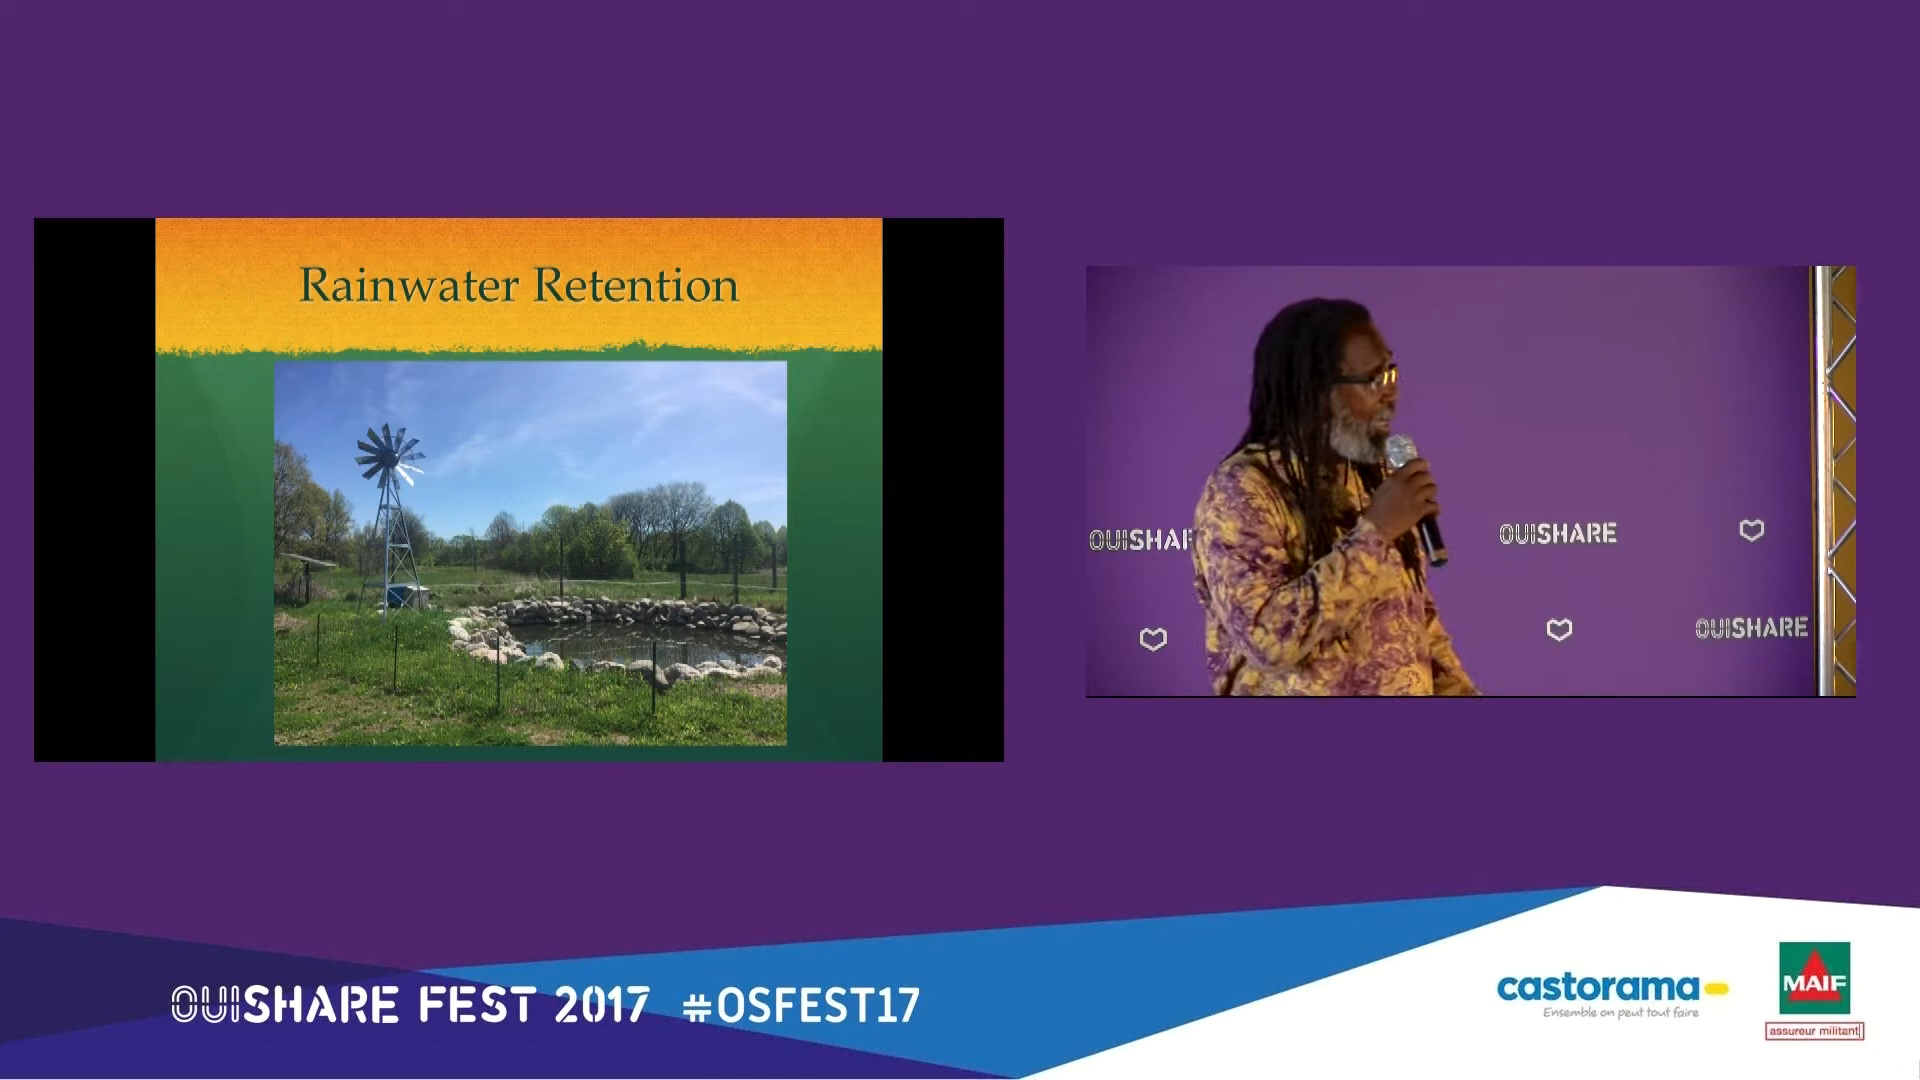 Rainwater Retention
OUISHAR
OUISHARE
OUISHARE
OUISHARE FEST 2017 #OSFEST17
castorama
Ensemble on peut tout faire
MAIF
assureur militant